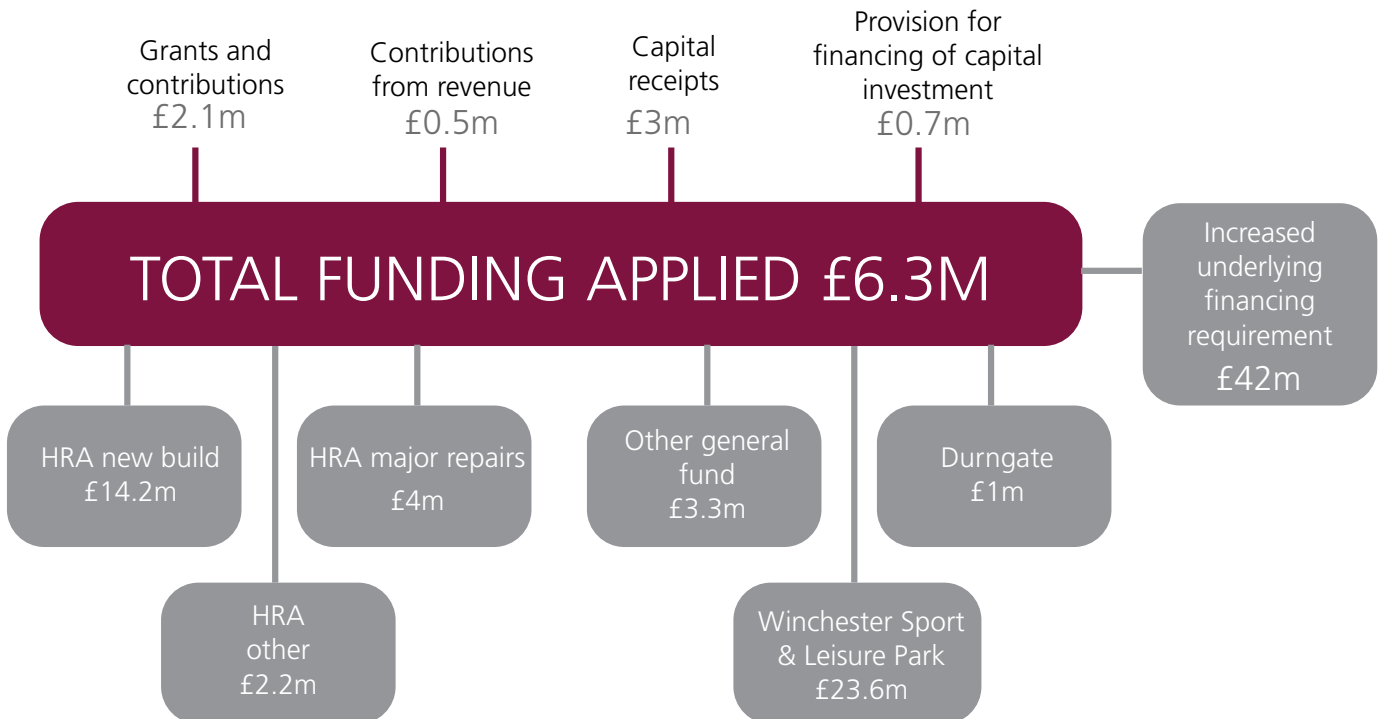 Grants and
contributions
£2.1m
Contributions
from revenue
£0.5m
Capital
receipts
£3m
Provision for
financing of capital
investment
£0.7m
TOTAL FUNDING APPLIED £6.3M
Increased
underlying
financing
requirement
£42m
HRA new build
£14.2m
HRA major repairs
£4m
Other general
fund
£3.3m
Durngate
£1m
HRA
other
£2.2m
Winchester Sport
& Leisure Park
£23.6m